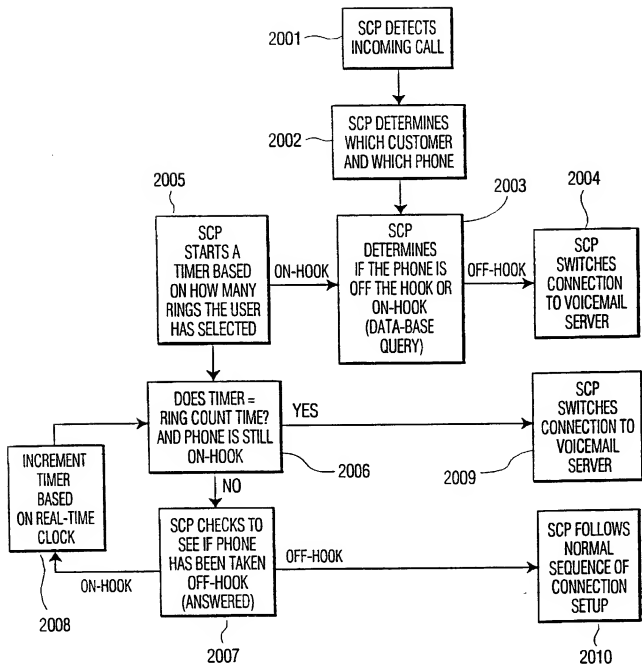 2001
SCP DETECTS
INCOMING CALL
2002
SCP DETERMINES
WHICH CUSTOMER
AND WHICH PHONE
2005
SCP
STARTS A
TIMER BASED
ON HOW MANY
RINGS THE USER
HAS SELECTED
ON-HOOK
2003
SCP
DETERMINES
IF THE PHONE IS
OFF THE HOOK OR
ON-HOOK
(DATA-BASE
QUERY)
OFF-HOOK
2004
SCP
SWITCHES
CONNECTION
TO VOICEMAIL
SERVER
DOES TIMER =
RING COUNT TIME?
AND PHONE IS STILL
ON-HOOK
YES
2006
NO
SCP
SWITCHES
CONNECTION TO
VOICEMAIL
SERVER
2009
INCREMENT
TIMER
BASED
ON REAL-TIME
CLOCK
2008
ON-HOOK
SCP CHECKS TO
SEE IF PHONE
HAS BEEN TAKEN
OFF-HOOK
(ANSWERED)
2007
OFF-HOOK
SCP FOLLOWS
NORMAL
SEQUENCE OF
CONNECTION
SETUP
2010